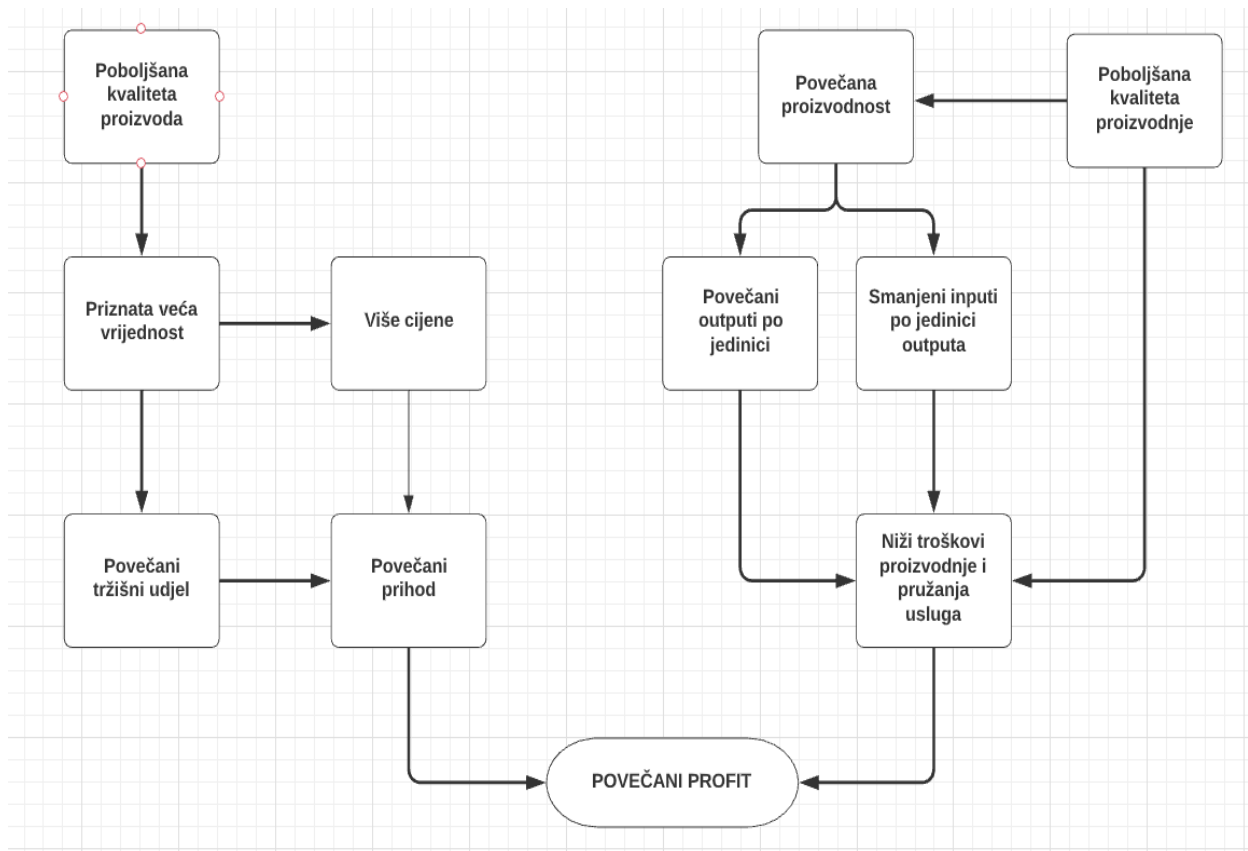 Poboljšana
kvaliteta
proizvoda
Povečana
proizvodnost
Poboljšana
kvaliteta
proizvodnje
Priznata veća
vrijednost
Više cijene
Povečani
outputi po
jedinici
Smanjeni inputi
po jedinici
outputa
Povečani
tržišni udjel
Povečani
prihod
Niži troškovi
proizvodnje i
pružanja
usluga
POVEČANI PROFIT